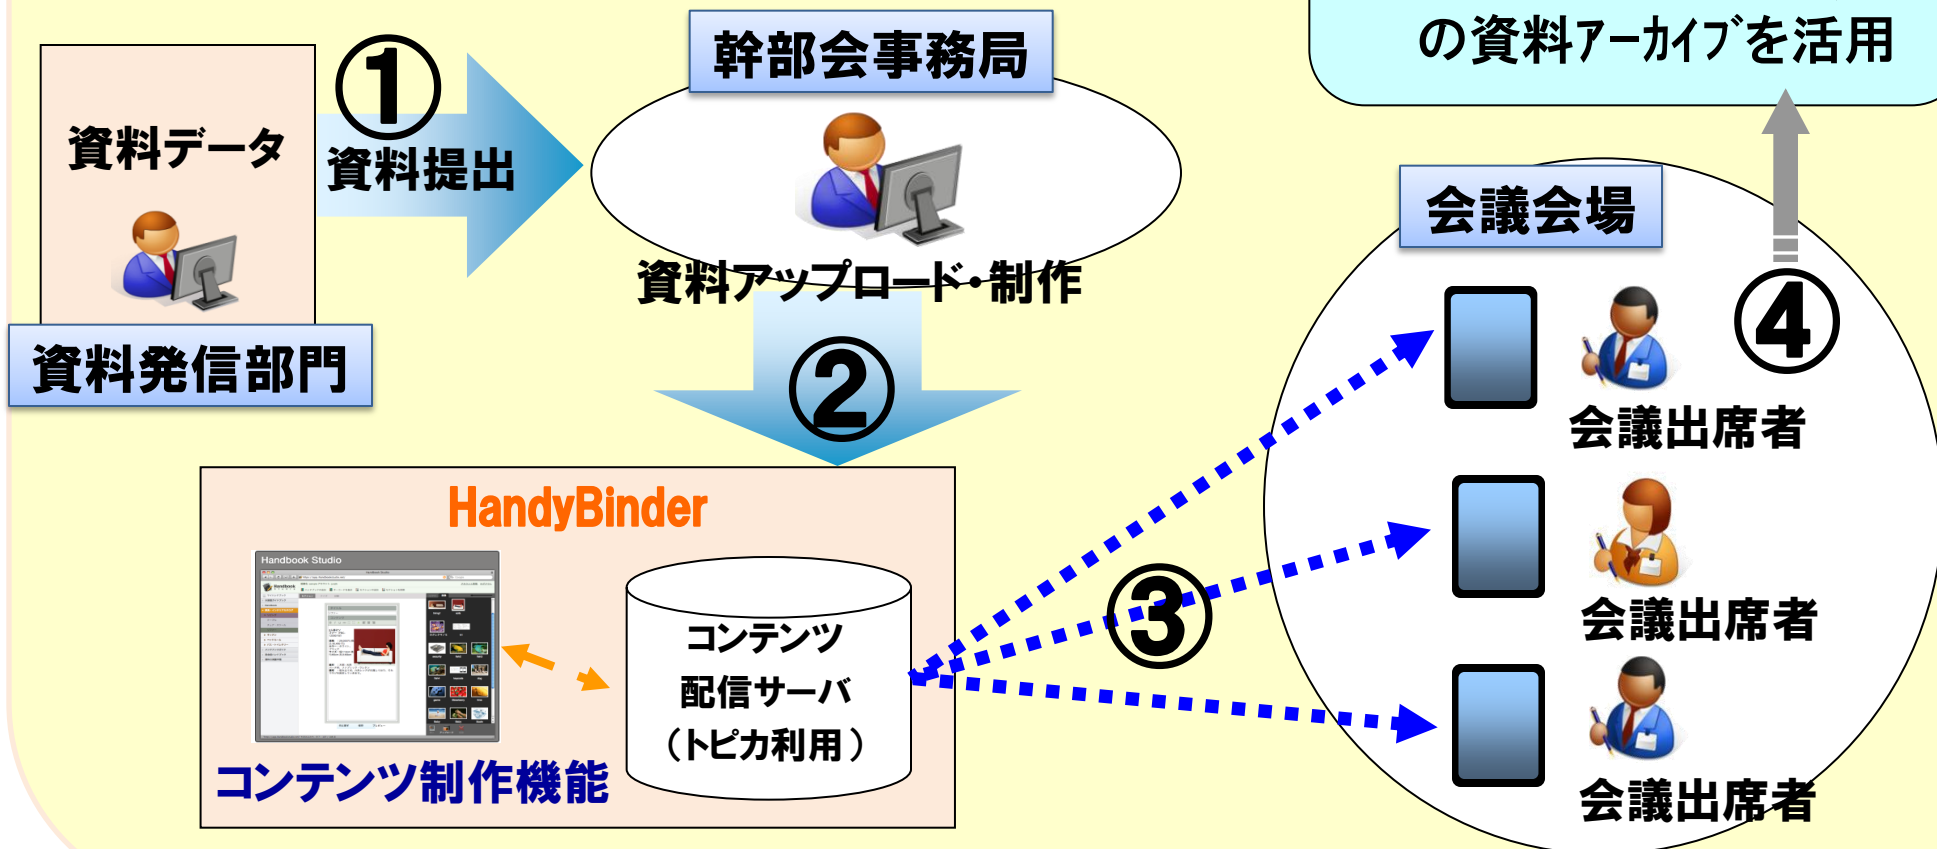 の資料アーカイブを活用
幹部会事務局
①
資料提出
資料データ
資料発信部門
資料アップロード・制作
②
会議会場
④
会議出席者
会議出席者
会議出席者
③
HandyBinder
Handbook Studio
コンテンツ制作機能
コンテンツ
配信サーバ
（トピカ利用）